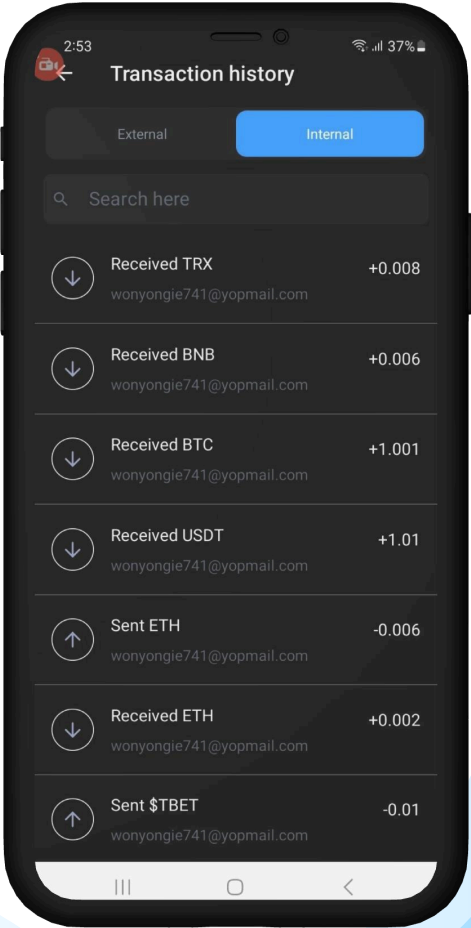 2:53
37%
Transaction history
External
Internal
Search here
Received TRX
+0.008
wonyongie741@yopmail.com
Received BNB
+0.006
wonyongie741@yopmail.com
Received BTC
+1.001
wonyongie741@yopmail.com
Received USDT
+1.01
wonyongie741@yopmail.com
Sent ETH
-0.006
wonyongie741@yopmail.com
Received ETH
+0.002
wonyongie741@yopmail.com
Sent $TBET
-0.01
wonyongie741@yopmail.com